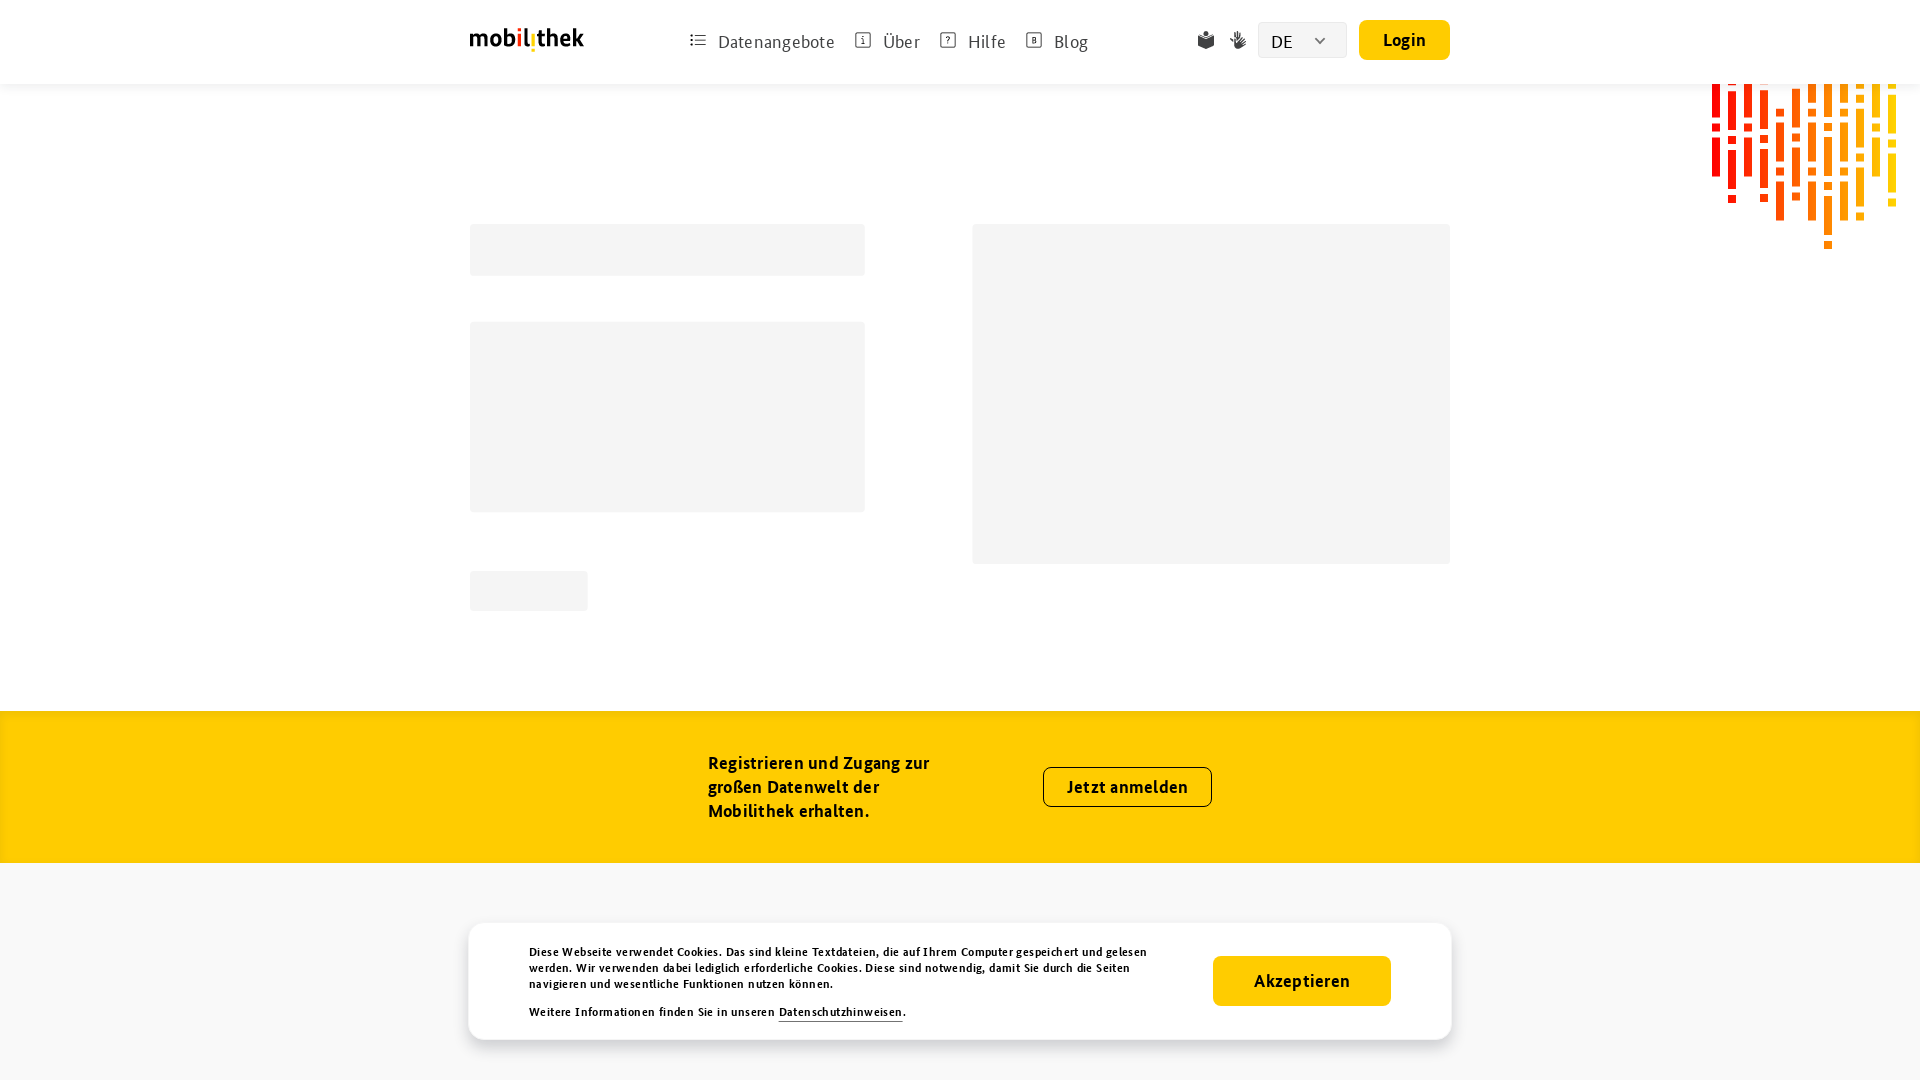 mobilithek
Datenangebote
Über
Hilfe
Blog
DE
Login
Registrieren und Zugang zur
großen Datenwelt der
Mobilithek erhalten.
Jetzt anmelden
Diese Webseite verwendet Cookies. Das sind kleine Textdateien, die auf Ihrem Computer gespeichert und gelesen
werden. Wir verwenden dabei lediglich erforderliche Cookies. Diese sind notwendig, damit Sie durch die Seiten
navigieren und wesentliche Funktionen nutzen können.
Weitere Informationen finden Sie in unseren Datenschutzhinweisen.
Akzeptieren